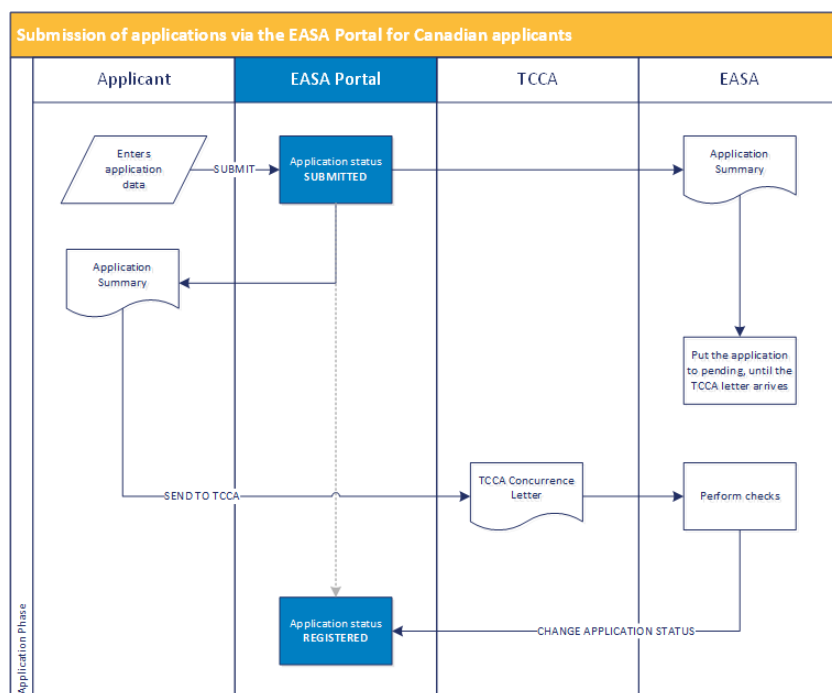 Submission of applications via the EASA Portal for Canadian applicants
Applicant
EASA Portal
TCCA
EASA
Enters
application
data
SUBMIT
Application status
SUBMITTED
Application
Summary
Application
Summary
Put the application
to pending, until the
TCCA letter arrives
SEND TO TCCA
TCCA Concurrence
Letter
Perform checks
Application status
REGISTERED
CHANGE APPLICATION STATUS
Application Phase